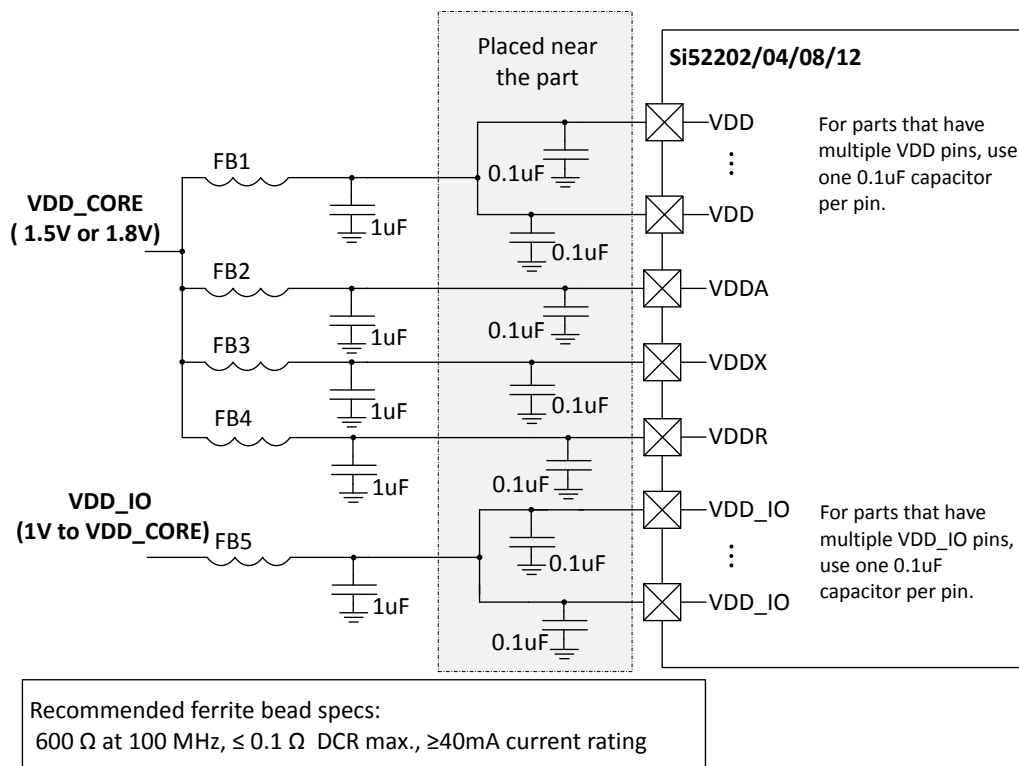 Placed near
the part
Si52202/04/08/12
VDD
For parts that have
multiple VDD pins, use
one 0.1uF capacitor
per pin.
FB1
0.1uF
VDD_CORE
( 1.5V or 1.8V)
1uF
VDD
0.1uF
FB2
VDDA
1uF
0.1uF
FB3
VDDX
1uF
0.1uF
FB4
VDDR
1uF
0.1uF
VDD_IO
(1V to VDD_CORE)
VDD_IO
For parts that have
multiple VDD_IO pins,
use one 0.1uF
capacitor per pin.
FB5
0.1uF
1uF
VDD_IO
0.1uF
Recommended ferrite bead specs:
600 Ω at 100 MHz, ≤ 0.1 Ω  DCR max., ≥40mA current rating